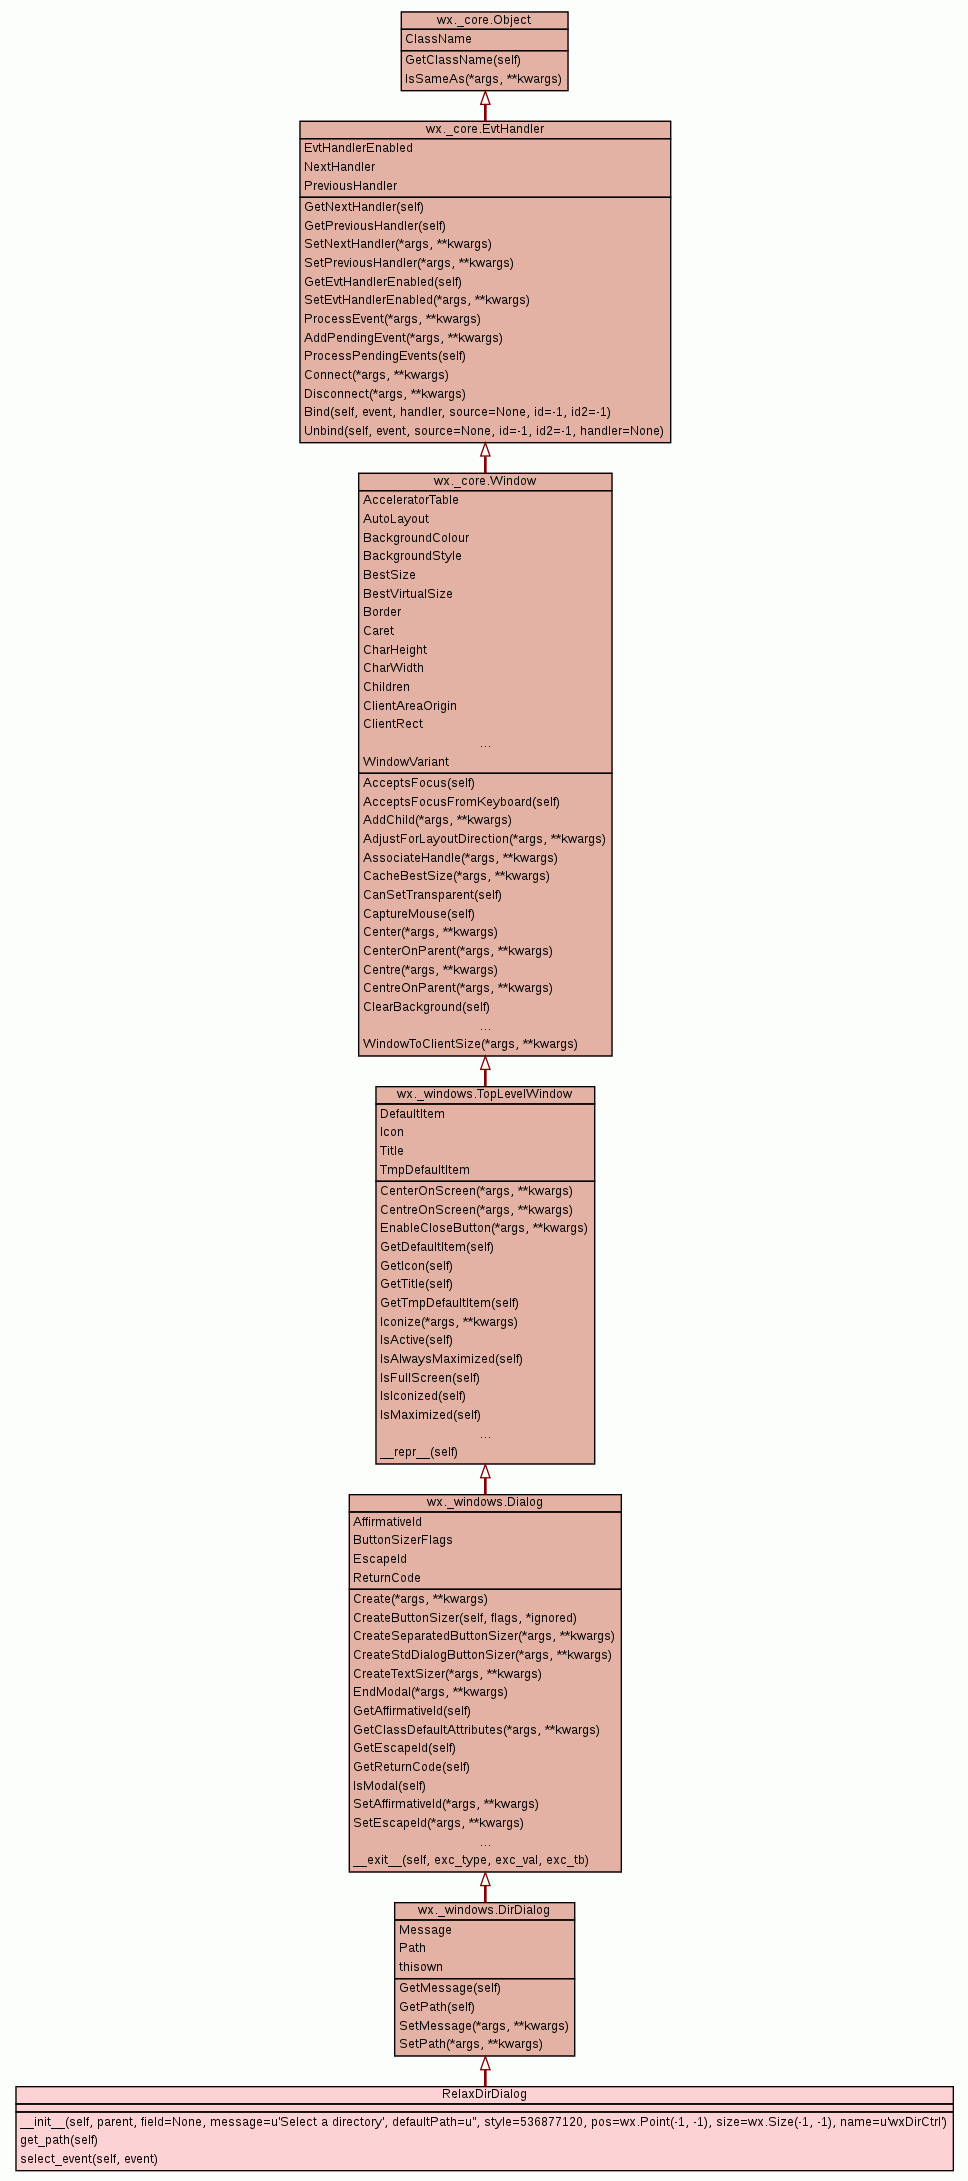 wx._core.Object
ClassName
GetClassName(self)
IsSameAs(*args, **kwargs)
wx._core.EvtHandler
EvtHandlerEnabled
NextHandler
PreviousHandler
GetNextHandler(self)
GetPreviousHandler(self)
SetNextHandler(*args, **kwargs)
SetPreviousHandler(*args, **kwargs)
GetEvtHandlerEnabled(self)
SetEvtHandlerEnabled(*args, **kwargs)
ProcessEvent(*args, **kwargs)
AddPendingEvent(*args, **kwargs)
ProcessPendingEvents(self)
Connect(*args, **kwargs)
Disconnect(*args, **kwargs)
Bind(self, event, handler, source=None, id=-1, id2=-1)
Unbind(self, event, source=None, id=-1, id2=-1, handler=None)
wx._core.Window
AcceleratorTable
AutoLayout
BackgroundColour
BackgroundStyle
BestSize
BestVirtualSize
Border
Caret
CharHeight
CharWidth
Children
ClientAreaOrigin
ClientRect
...
WindowVariant
AcceptsFocus(self)
AcceptsFocusFromKeyboard(self)
AddChild(*args, **kwargs)
AdjustForLayoutDirection(*args, **kwargs)
AssociateHandle(*args, **kwargs)
CacheBestSize(*args, **kwargs)
CanSetTransparent(self)
CaptureMouse(self)
Center(*args, **kwargs)
CenterOnParent(*args, **kwargs)
Centre(*args, **kwargs)
CentreOnParent(*args, **kwargs)
ClearBackground(self)
...
WindowToClientSize(*args, **kwargs)
wx._windows.TopLevelWindow
DefaultItem
Icon
Title
TmpDefaultItem
CenterOnScreen(*args, **kwargs)
CentreOnScreen(*args, **kwargs)
EnableCloseButton(*args, **kwargs)
GetDefaultItem(self)
GetIcon(self)
GetTitle(self)
GetTmpDefaultItem(self)
Iconize(*args, **kwargs)
IsActive(self)
IsAlwaysMaximized(self)
IsFullScreen(self)
IsIconized(self)
IsMaximized(self)
...
__repr__(self)
wx._windows.Dialog
AffirmativeId
ButtonSizerFlags
EscapeId
ReturnCode
Create(*args, **kwargs)
CreateButtonSizer(self, flags, *ignored)
CreateSeparatedButtonSizer(*args, **kwargs)
CreateStdDialogButtonSizer(*args, **kwargs)
CreateTextSizer(*args, **kwargs)
EndModal(*args, **kwargs)
GetAffirmativeId(self)
GetClassDefaultAttributes(*args, **kwargs)
GetEscapeId(self)
GetReturnCode(self)
IsModal(self)
SetAffirmativeId(*args, **kwargs)
SetEscapeId(*args, **kwargs)
...
__exit__(self, exc_type, exc_val, exc_tb)
wx._windows.DirDialog
Message
Path
thisown
GetMessage(self)
GetPath(self)
SetMessage(*args, **kwargs)
SetPath(*args, **kwargs)
RelaxDirDialog
__init__(self, parent, field=None, message=u'Select a directory', defaultPath=u'', style=536877120, pos=wx.Point(-1, -1), size=wx.Size(-1, -1), name=u'wxDirCtrl')
get_path(self)
select_event(self, event)